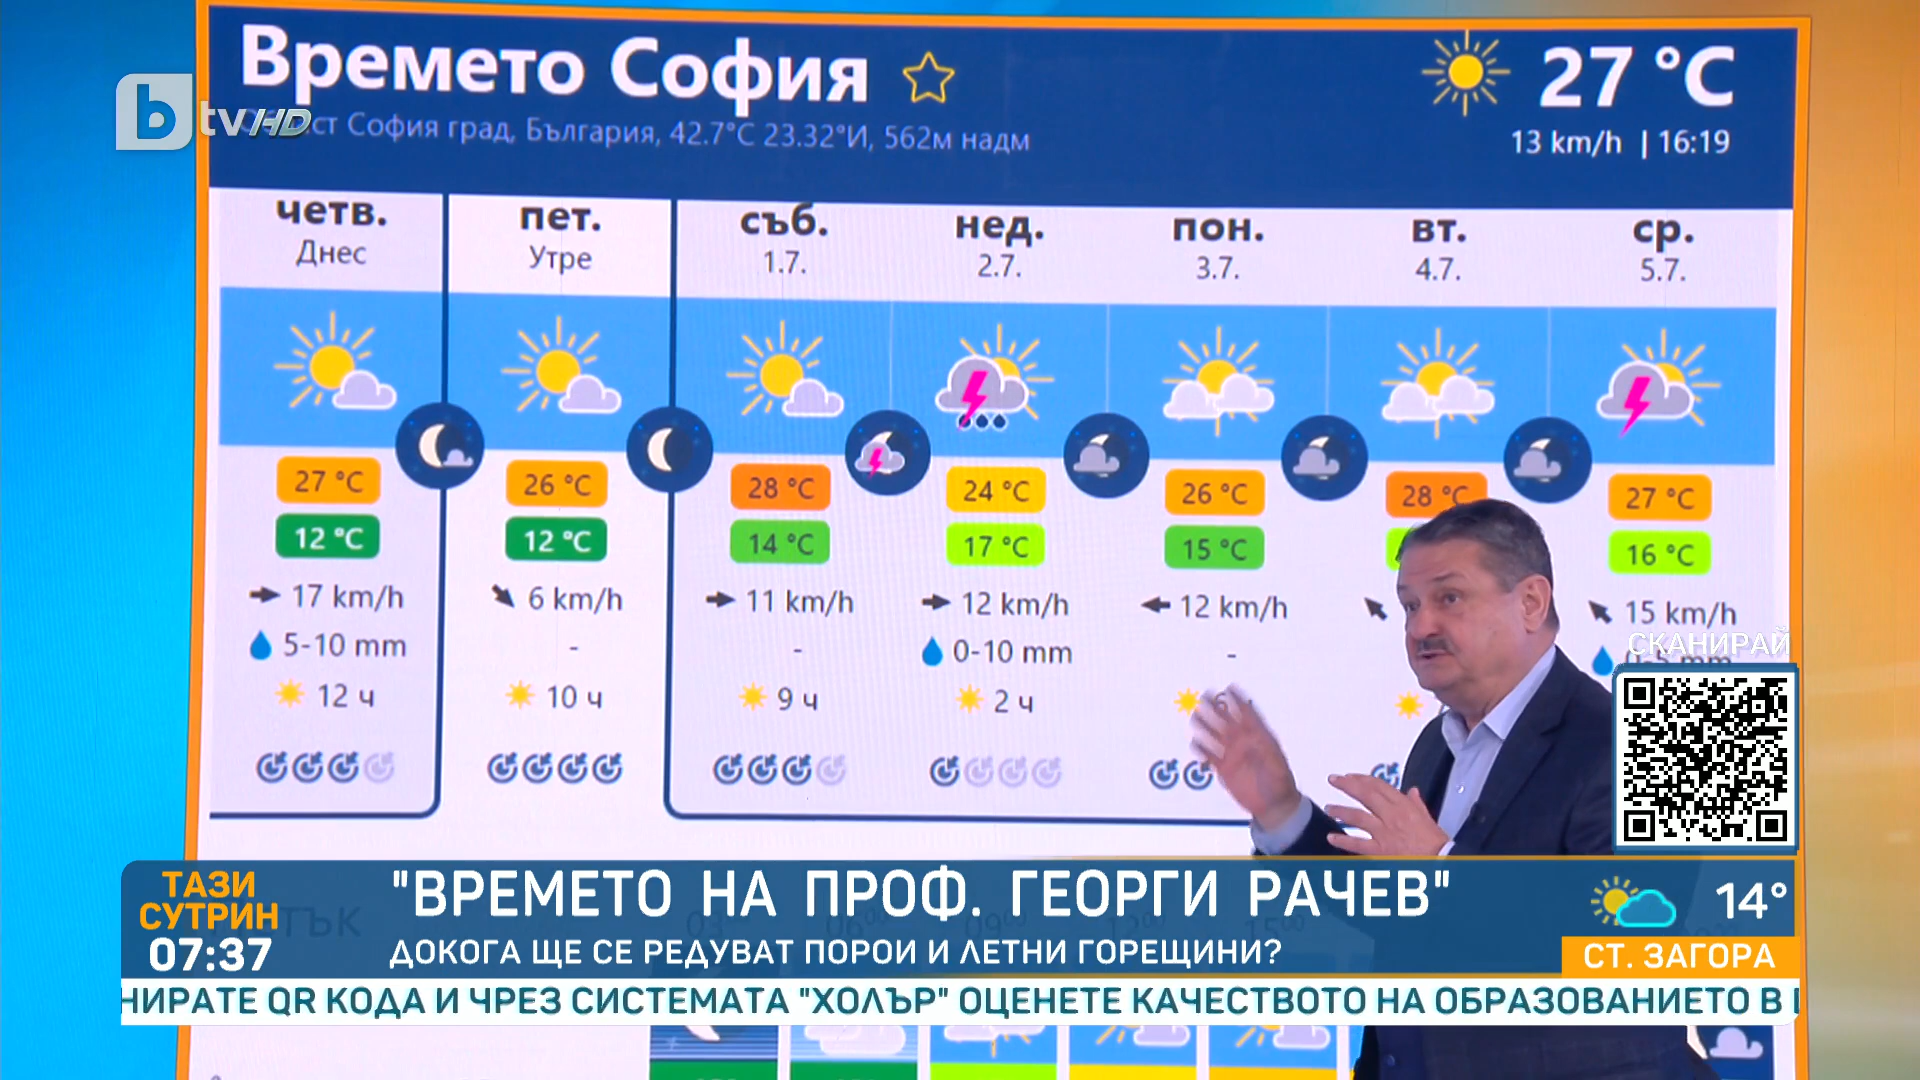 Времето София
27 °C
ст София град, България, 42.7°С 23.32°И, 562м надм
13 km/h | 16:19
btv HD
четв. пет. съб. нед. пон. вт. ср.
Днес Утре 1.7. 2.7. 3.7. 4.7. 5.7.
27 °C 26 °C 28 °C 24 °C 26 °C 28 °C 27 °C
12 °C 12 °C 14 °C 17 °C 15 °C 16 °C
17 km/h 6 km/h 11 km/h 12 km/h 12 km/h 15 km/h
5-10 mm - - 0-10 mm - 0-5 mm
12 ч 10 ч 9 ч 2 ч 6
СКАНИРАЙ
ТАЗИ
СУТРИН
07:37
"ВРЕМЕТО НА ПРОФ. ГЕОРГИ РАЧЕВ"
ДОКОГА ЩЕ СЕ РЕДУВАТ ПОРОИ И ЛЕТНИ ГОРЕЩИНИ?
14°
СТ. ЗАГОРА
НИРАТЕ QR КОДА И ЧРЕЗ СИСТЕМАТА "ХОЛЪР" ОЦЕНЕТЕ КАЧЕСТВОТО НА ОБРАЗОВАНИЕТО В